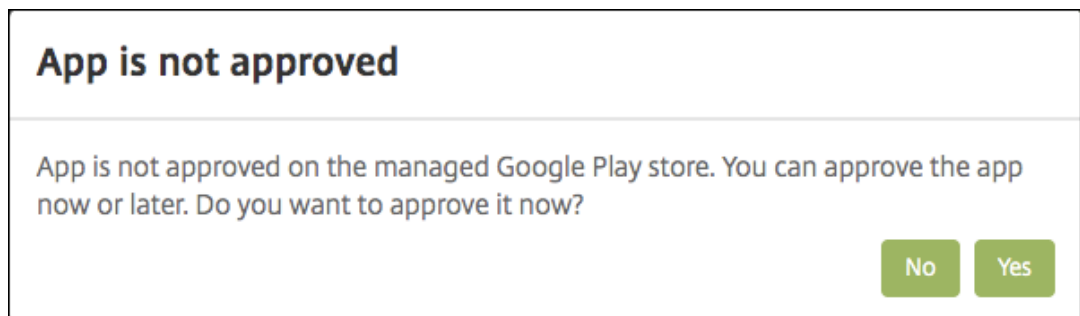 App is not approved
App is not approved on the managed Google Play store. You can approve the app
now or later. Do you want to approve it now?
No Yes